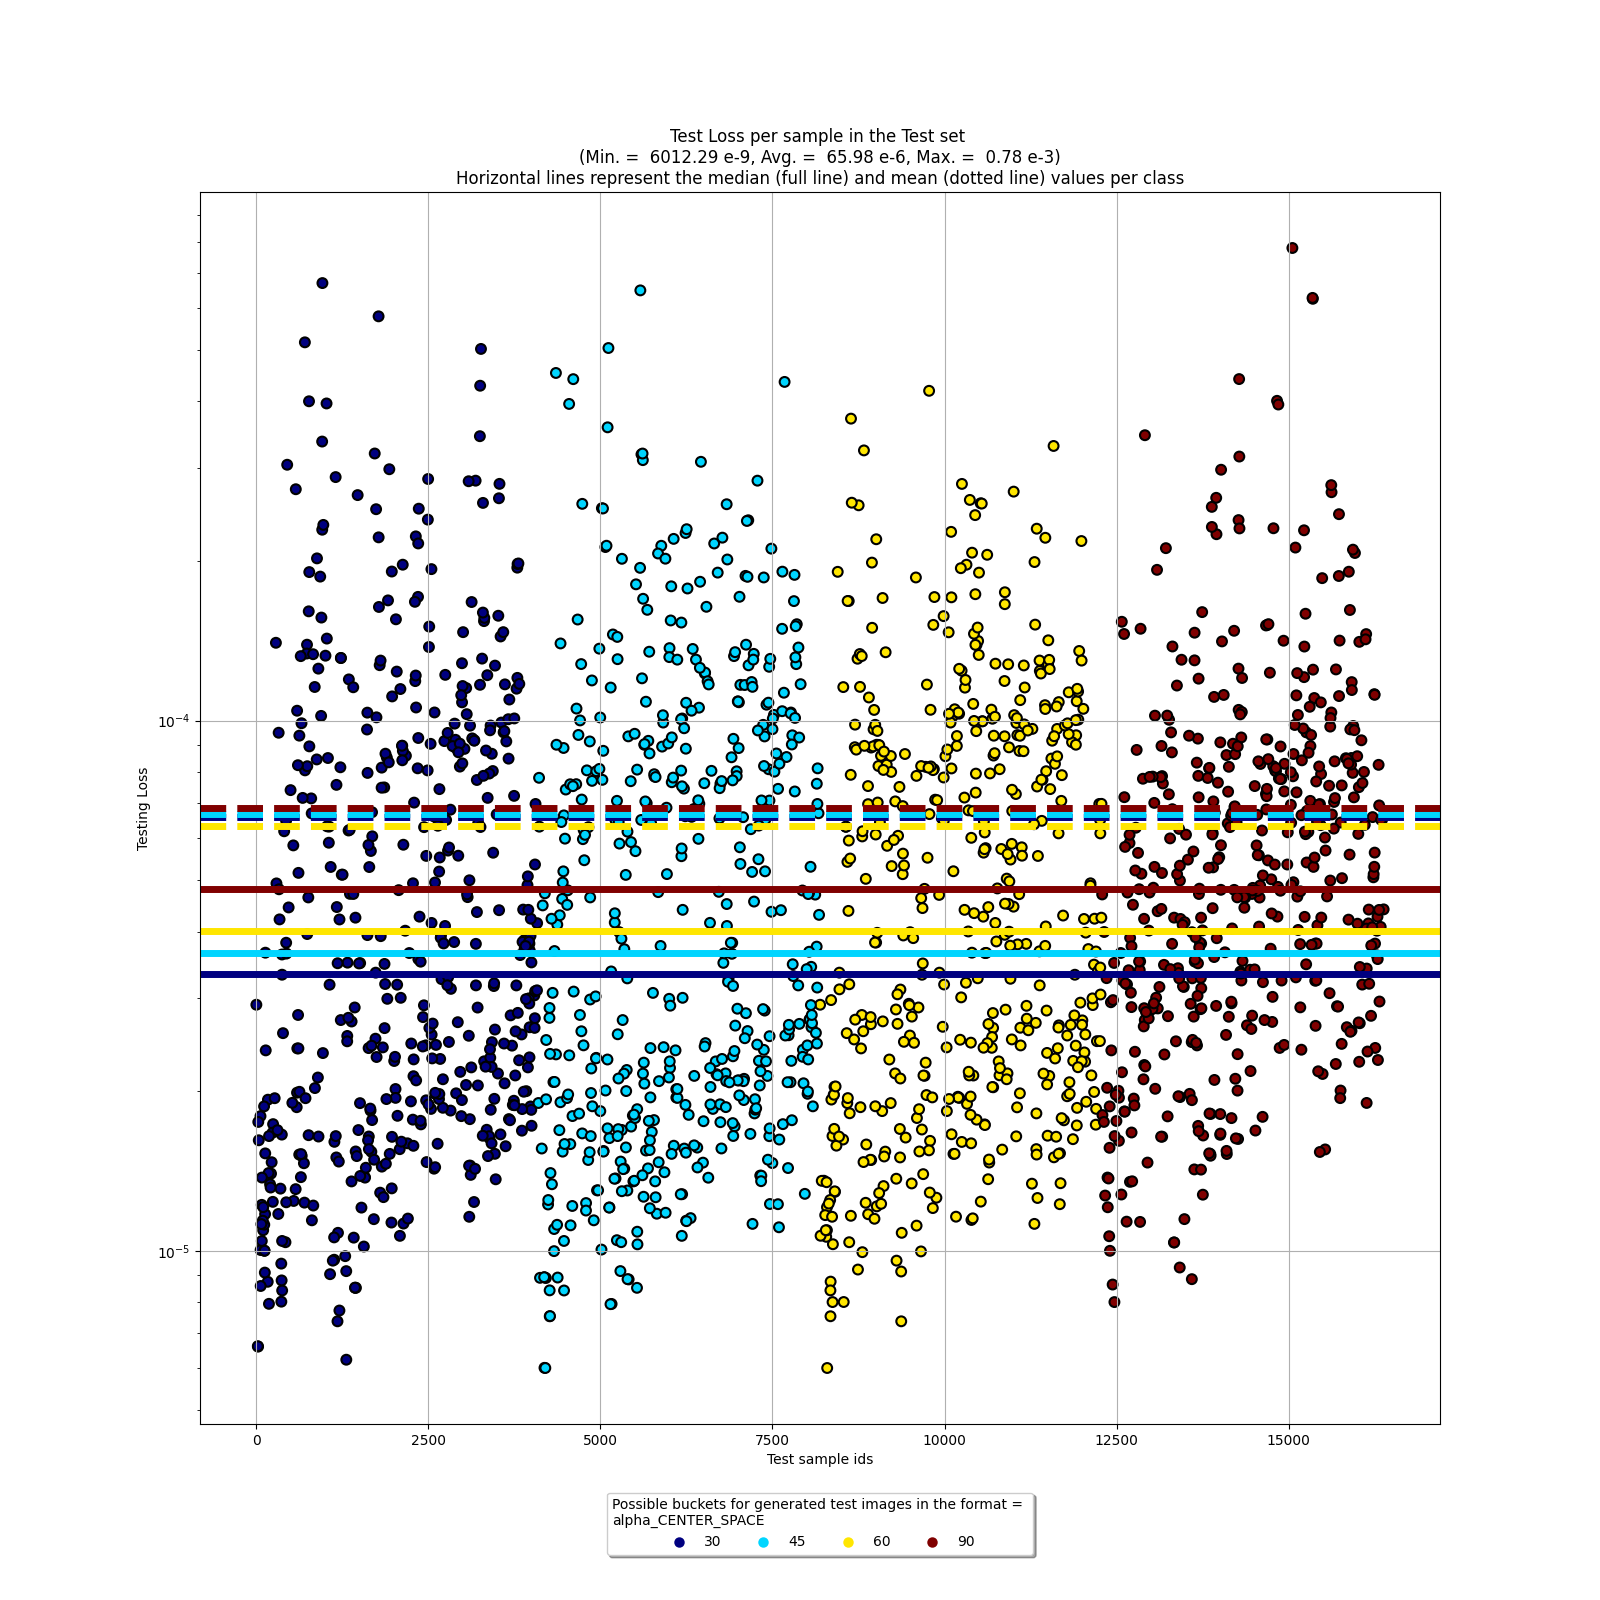 Test Loss per sample in the Test set
(Min. =  6012.29 e-9, Avg. =  65.98 e-6, Max. =  0.78 e-3)
Horizontal lines represent the median (full line) and mean (dotted line) values per class
Testing Loss
10⁻⁴
10⁻⁵
0 2500 5000 7500 10000 12500 15000
Test sample ids
Possible buckets for generated test images in the format =
alpha_CENTER_SPACE
30 45 60 90